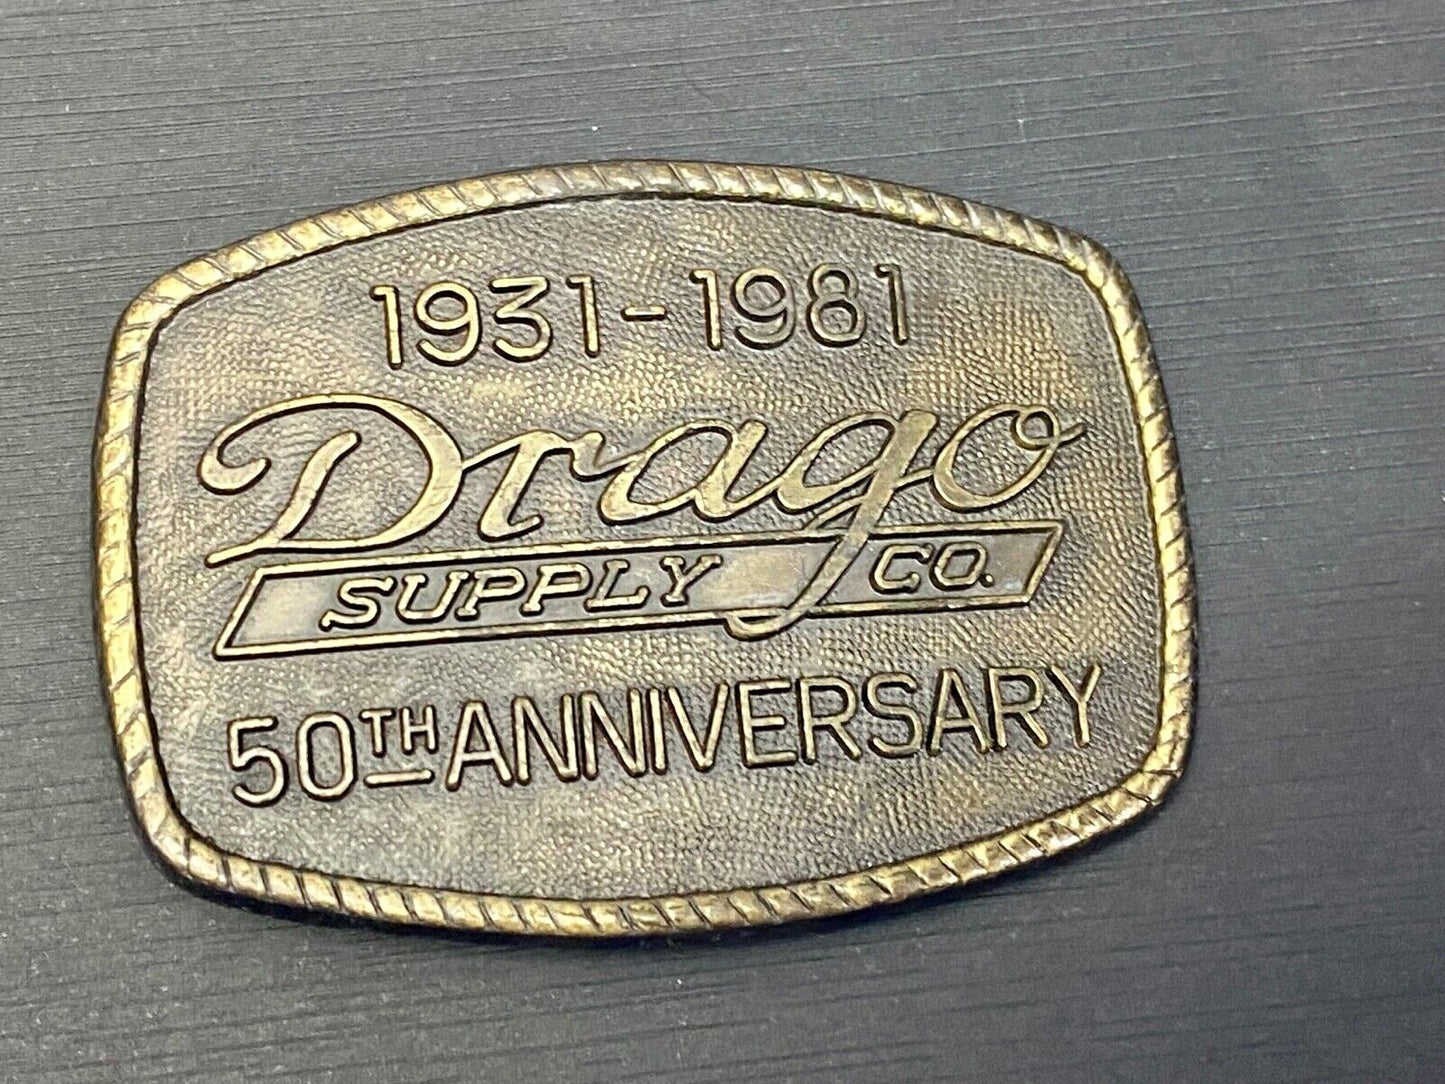 1931-1981
Drago
SUPPLY CO.
50TH ANNIVERSARY